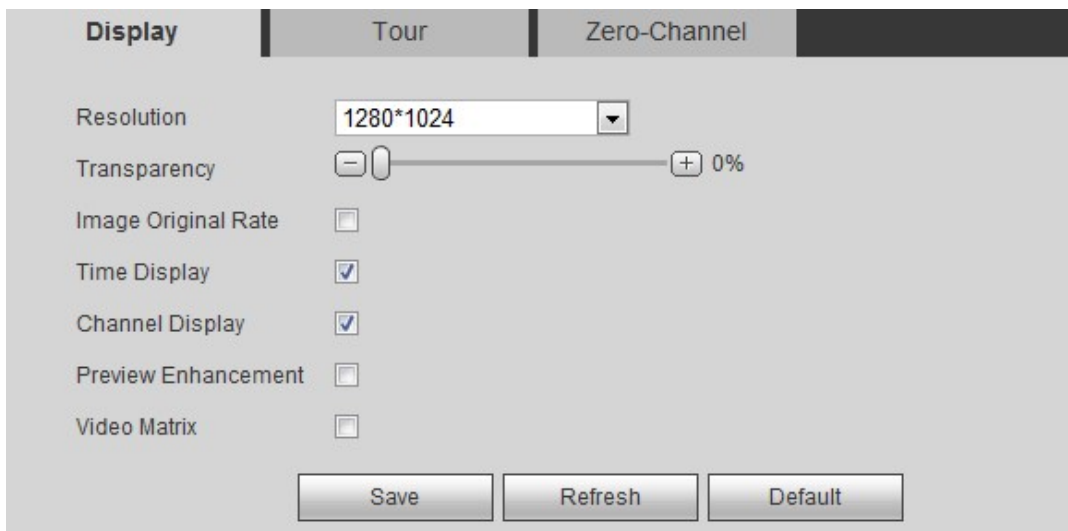 Display Tour Zero-Channel
Resolution 1280*1024
Transparency 0%
Image Original Rate
Time Display
Channel Display
Preview Enhancement
Video Matrix
Save Refresh Default